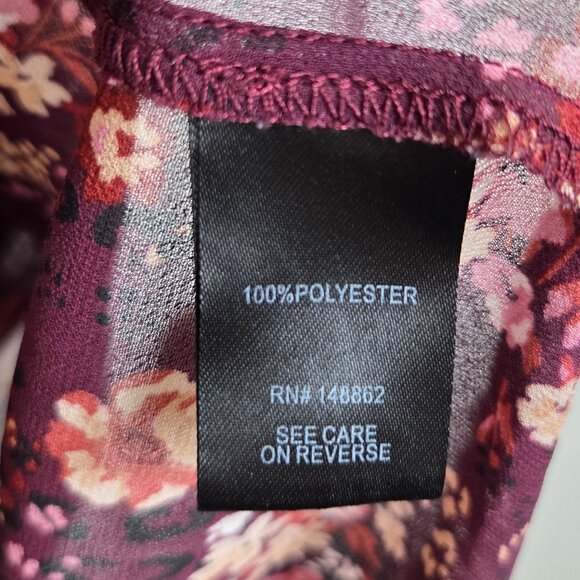 100%POLYESTER
RN# 148862
SEE CARE
ON REVERSE